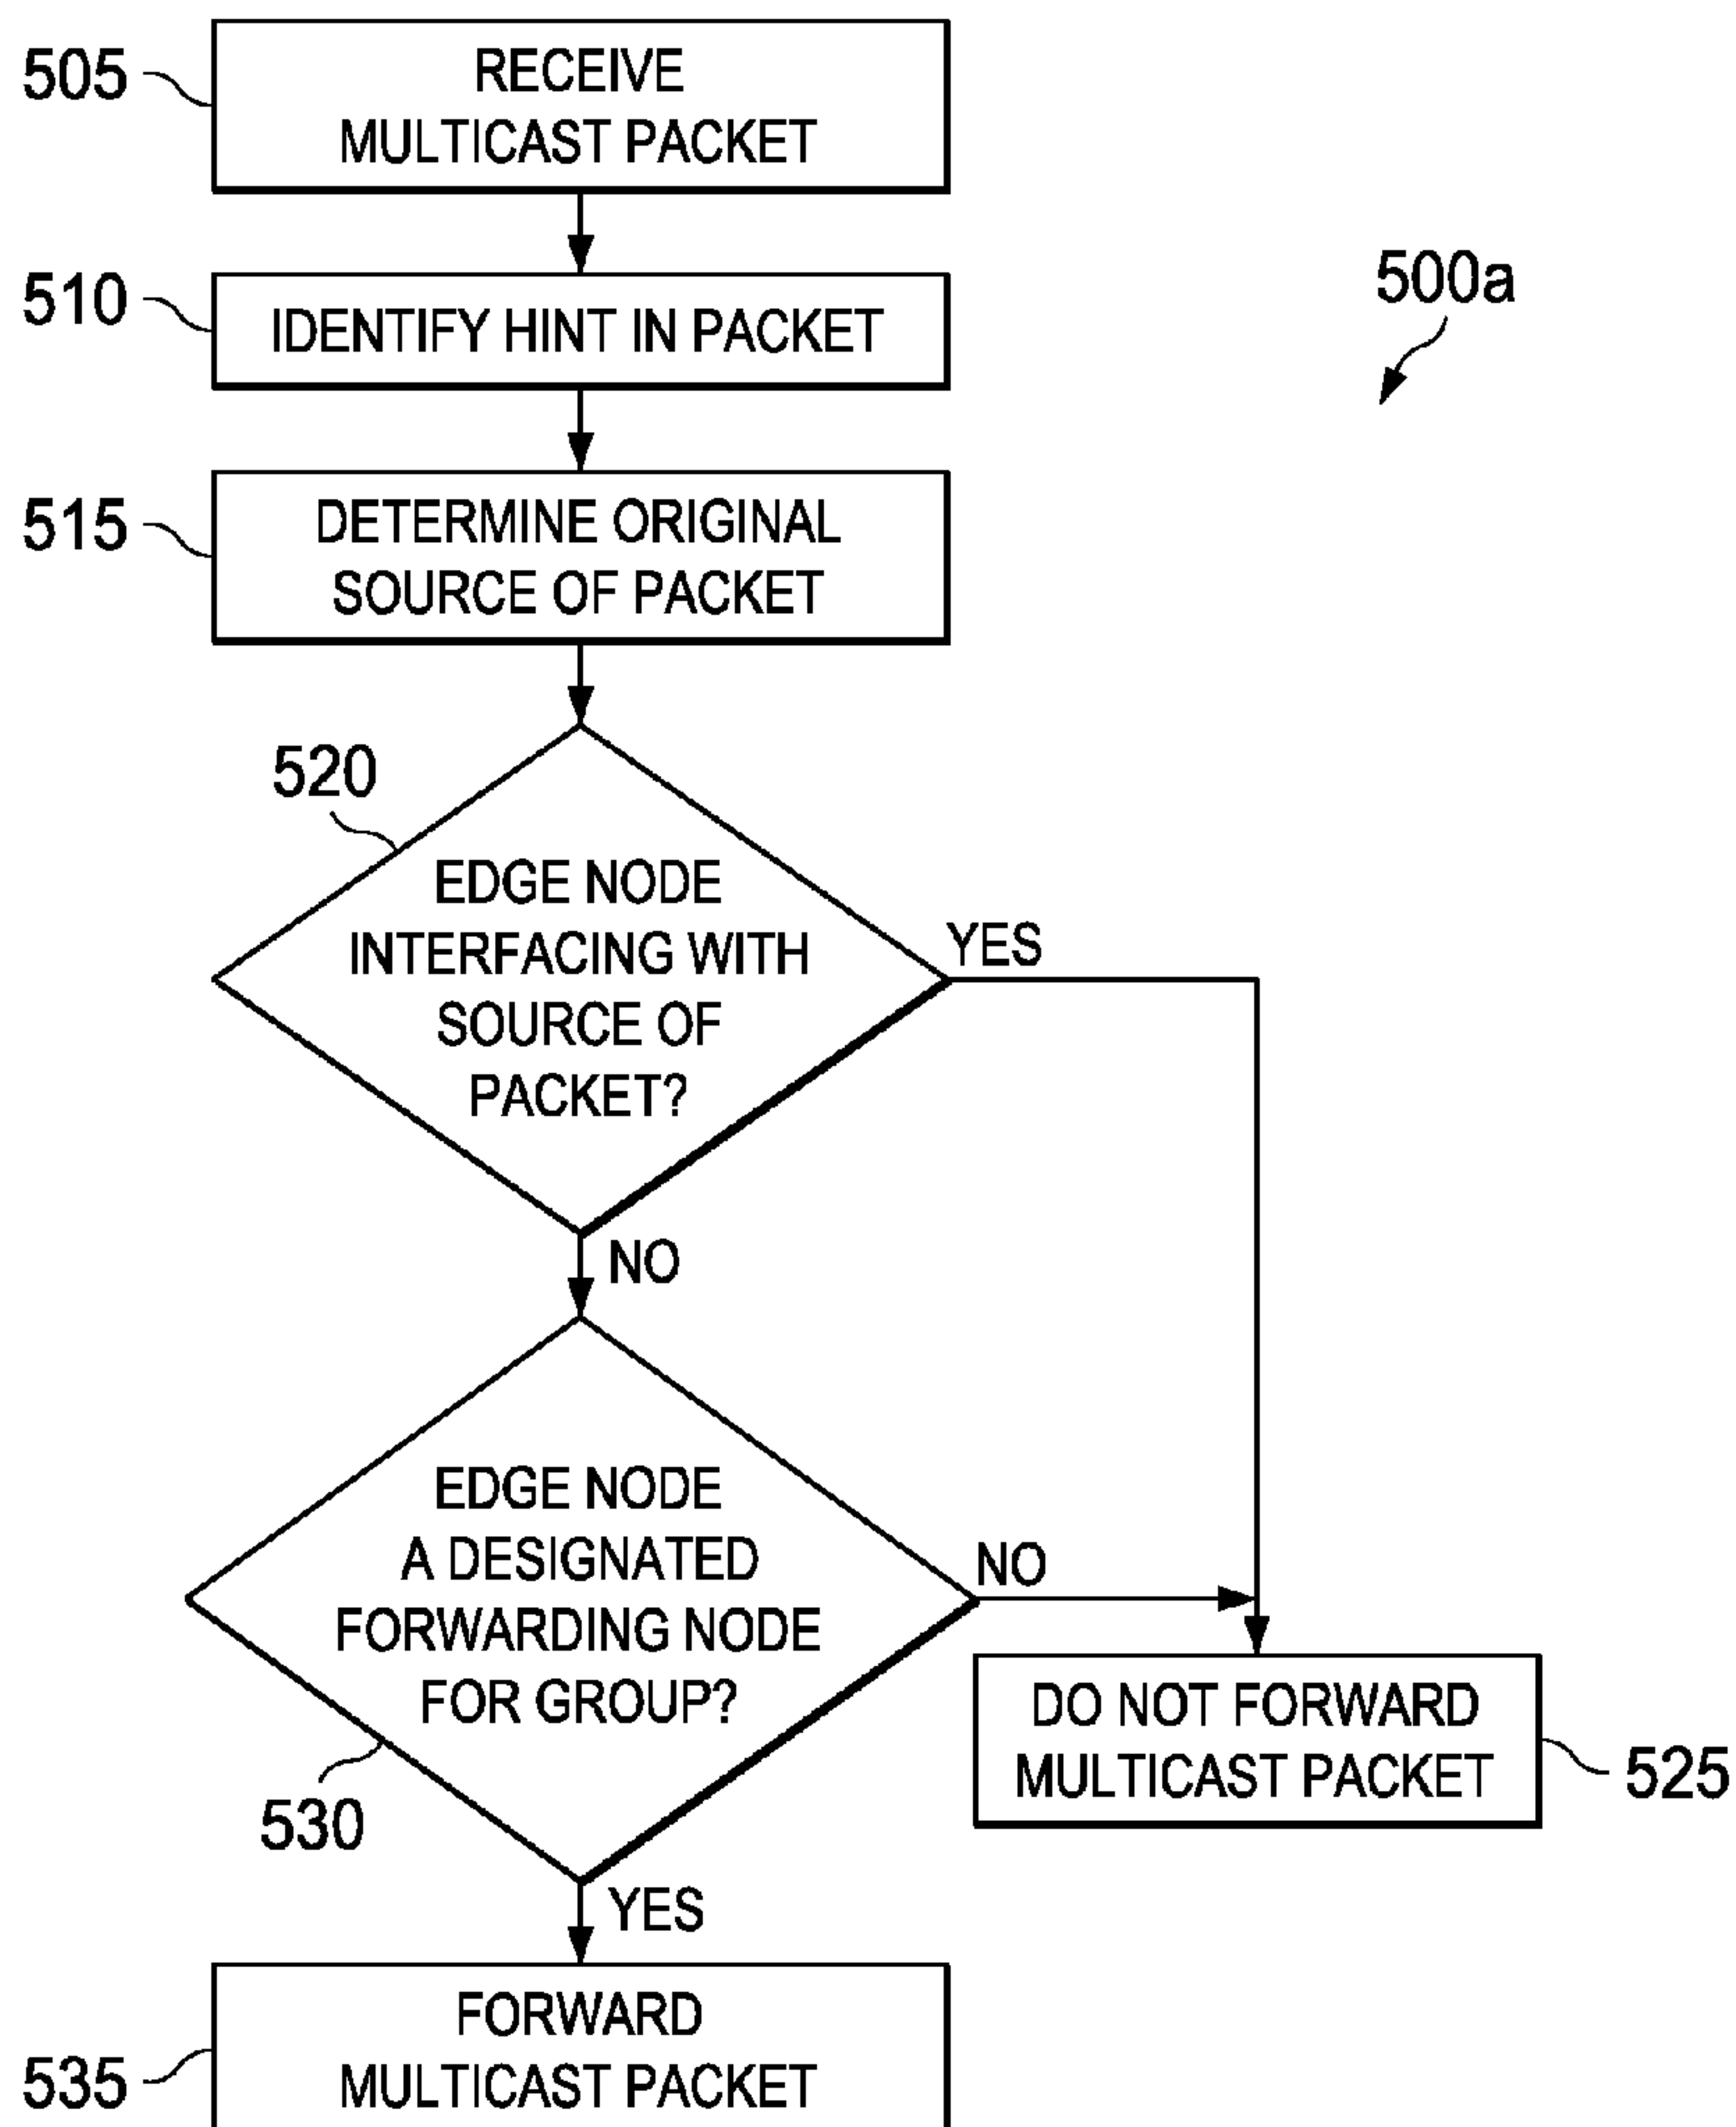 505
RECEIVE
MULTICAST PACKET
510
IDENTIFY HINT IN PACKET
500a
515
DETERMINE ORIGINAL
SOURCE OF PACKET
520
EDGE NODE
INTERFACING WITH
SOURCE OF
PACKET?
YES
NO
EDGE NODE
A DESIGNATED
FORWARDING NODE
FOR GROUP?
NO
530
DO NOT FORWARD
MULTICAST PACKET
525
YES
535
FORWARD
MULTICAST PACKET